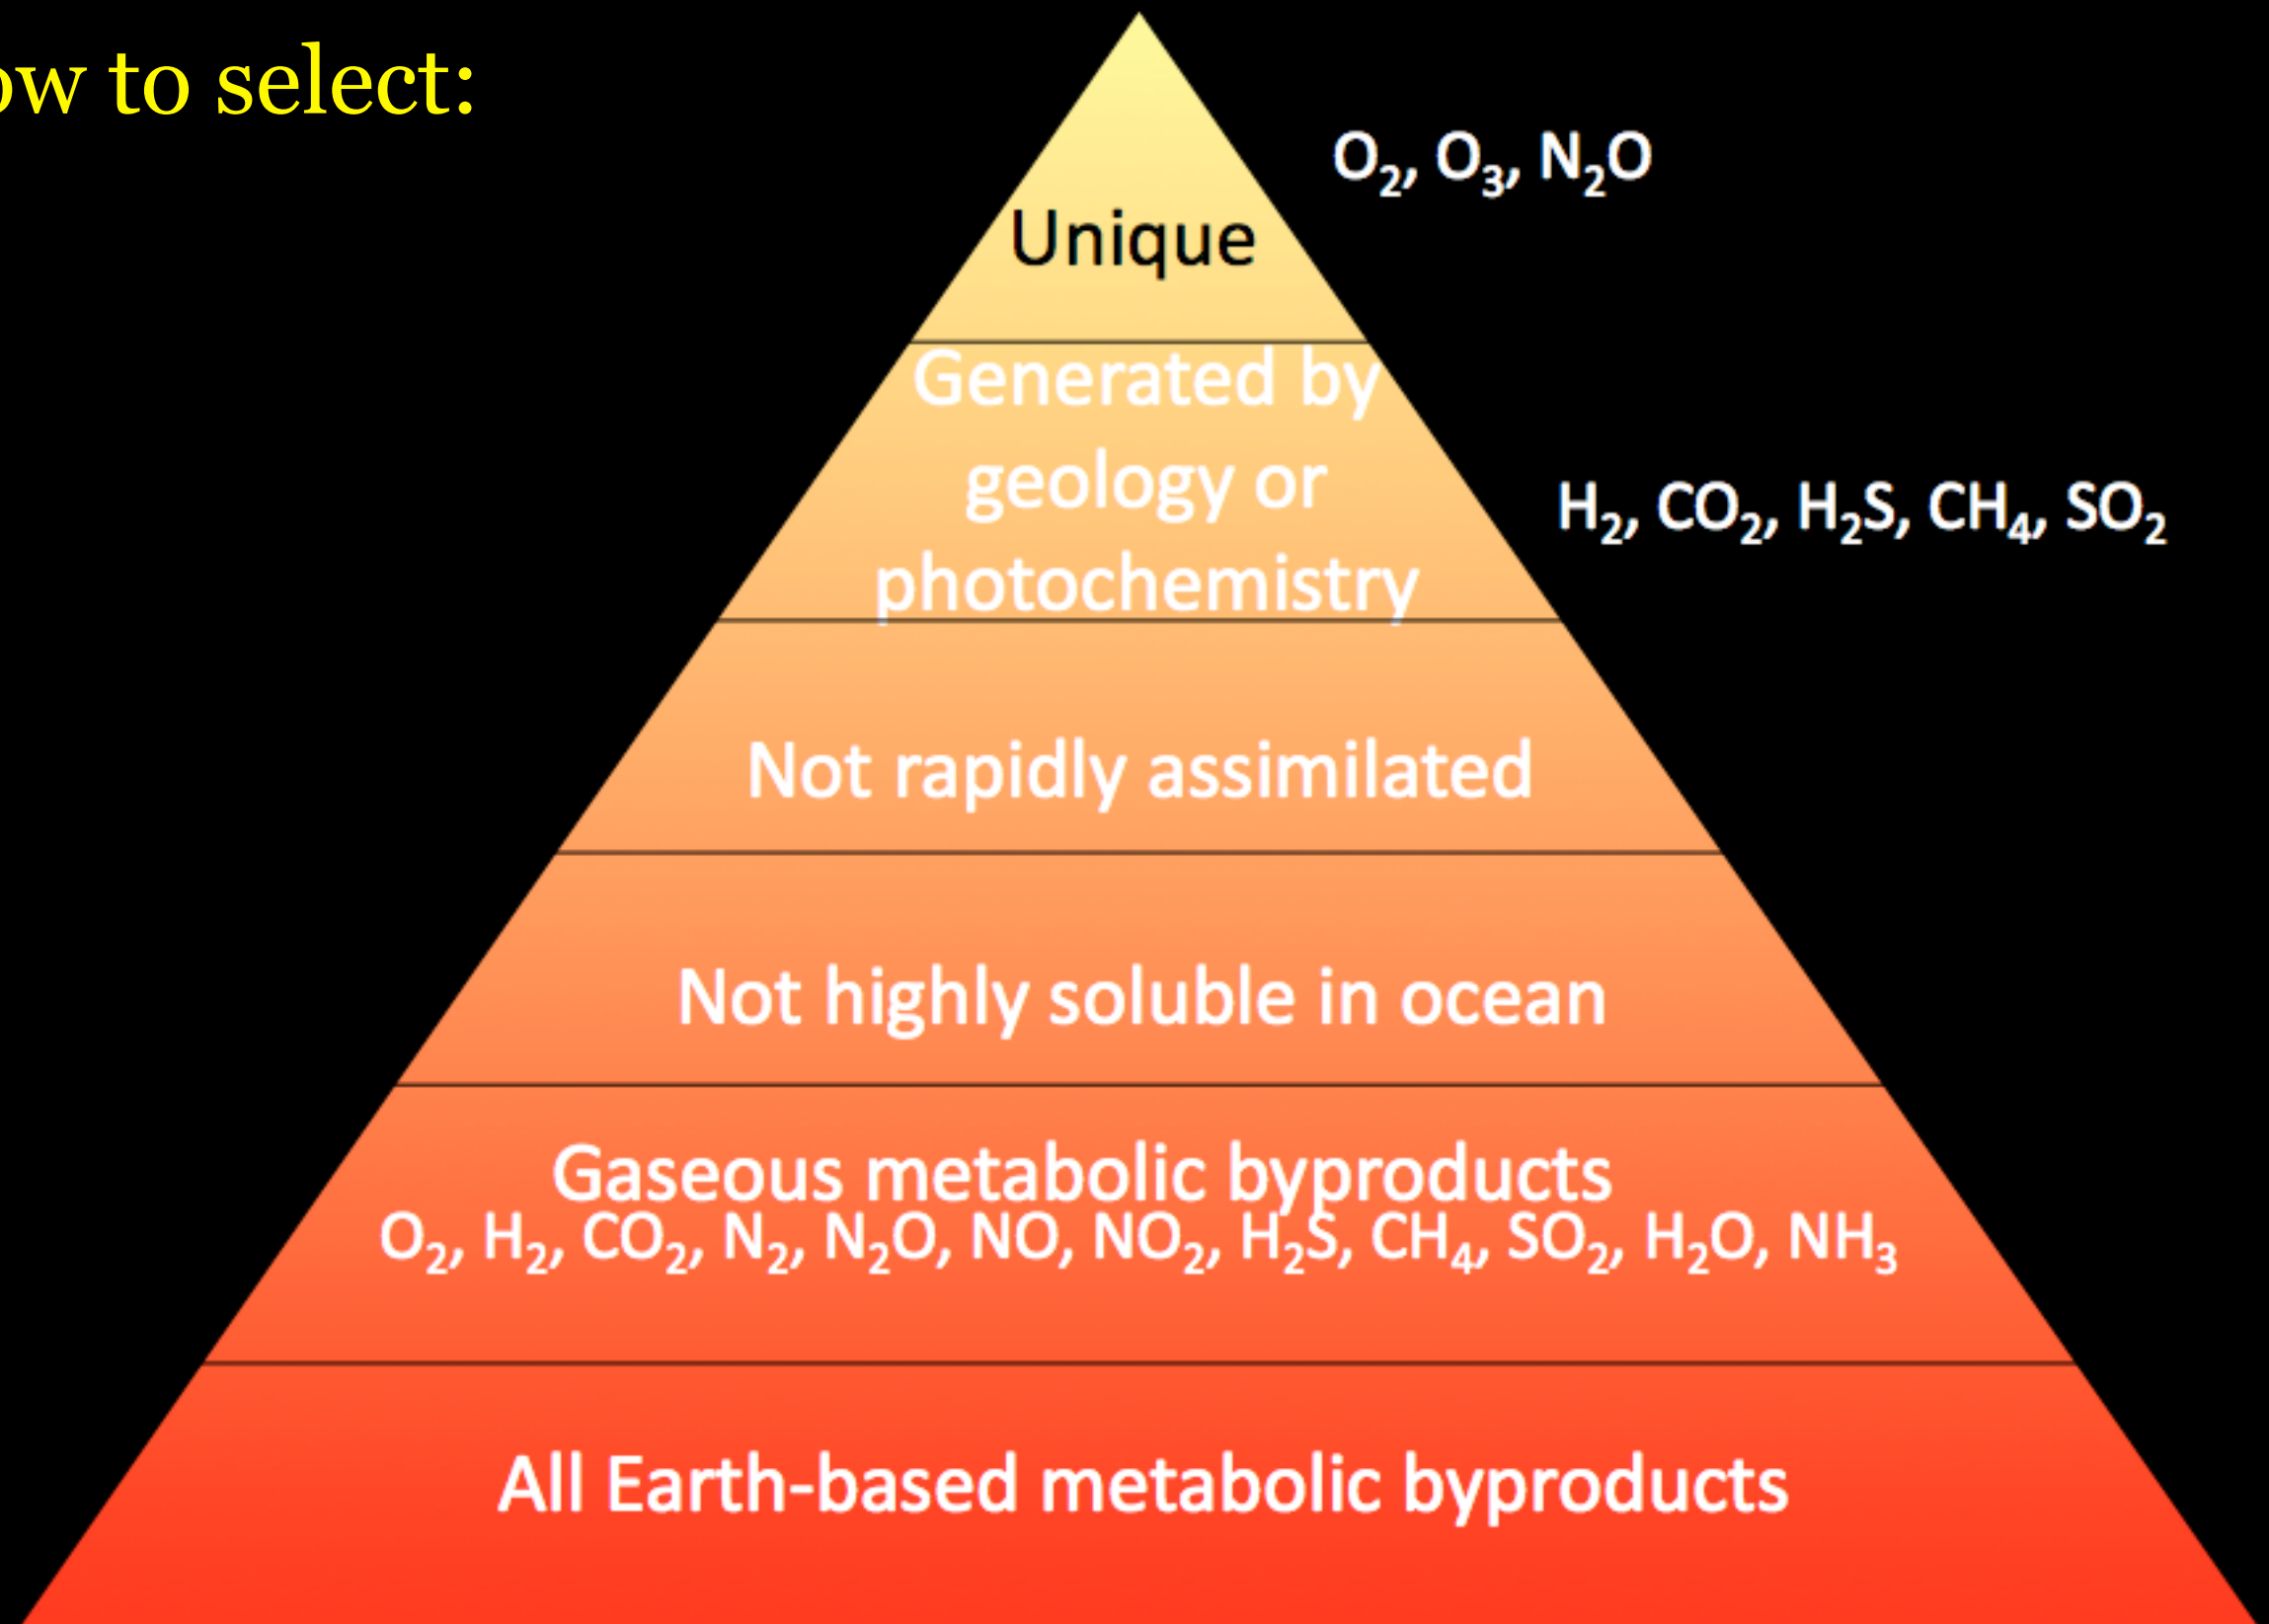 ow to select:
O₂, O₃, N₂O
Unique
Generated by
geology or
photochemistry
H₂, CO₂, H₂S, CH₄, SO₂
Not rapidly assimilated
Not highly soluble in ocean
Gaseous metabolic byproducts
O₂, H₂, CO₂, N₂, N₂O, NO, NO₂, H₂S, CH₄, SO₂, H₂O, NH₃
All Earth-based metabolic byproducts